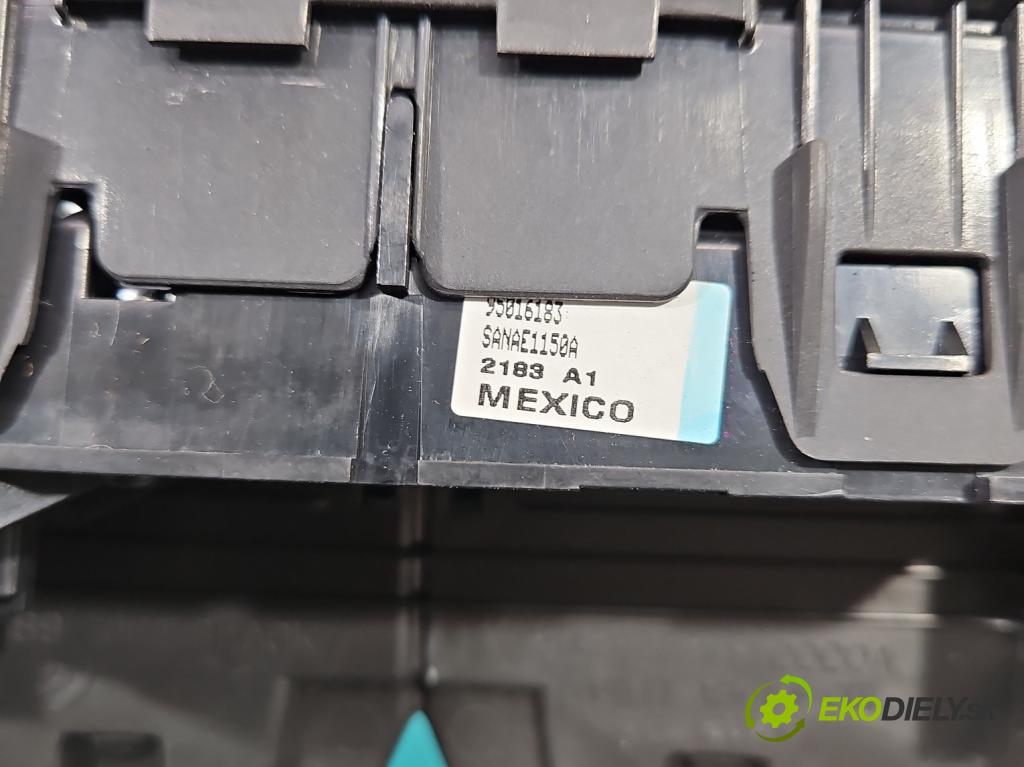 95016183
SANAE1150A
2183 A1
MEXICO
EKODIELY.sk